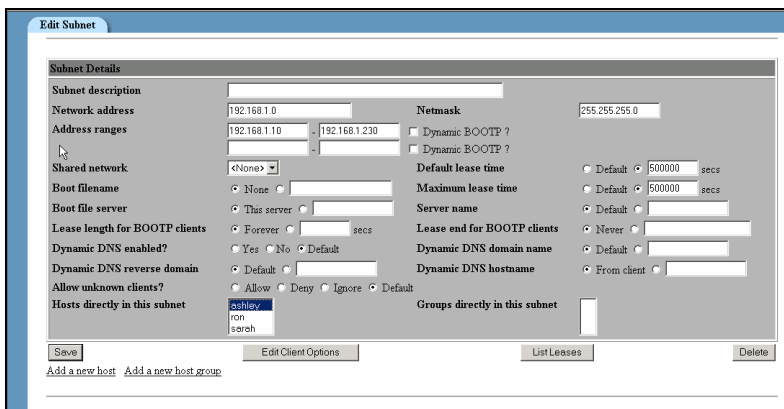 Edit Subnet
Subnet Details
Subnet description
Network address 192.168.1.0 Netmask 255.255.255.0
Address ranges 192.168.1.10 - 192.168.1.230 Dynamic BOOTP ?
- Dynamic BOOTP ?
Shared network <None> Default lease time Default 500000 secs
Boot filename None Maximum lease time Default 500000 secs
Boot file server This server Server name Default
Lease length for BOOTP clients Forever secs Lease end for BOOTP clients Never
Dynamic DNS enabled? Yes No Default Dynamic DNS domain name Default
Dynamic DNS reverse domain Default Dynamic DNS hostname From client
Allow unknown clients? Allow Deny Ignore Default
Hosts directly in this subnet ashley Groups directly in this subnet
ron
sarah
Save Edit Client Options List Leases Delete
Add a new host Add a new host group